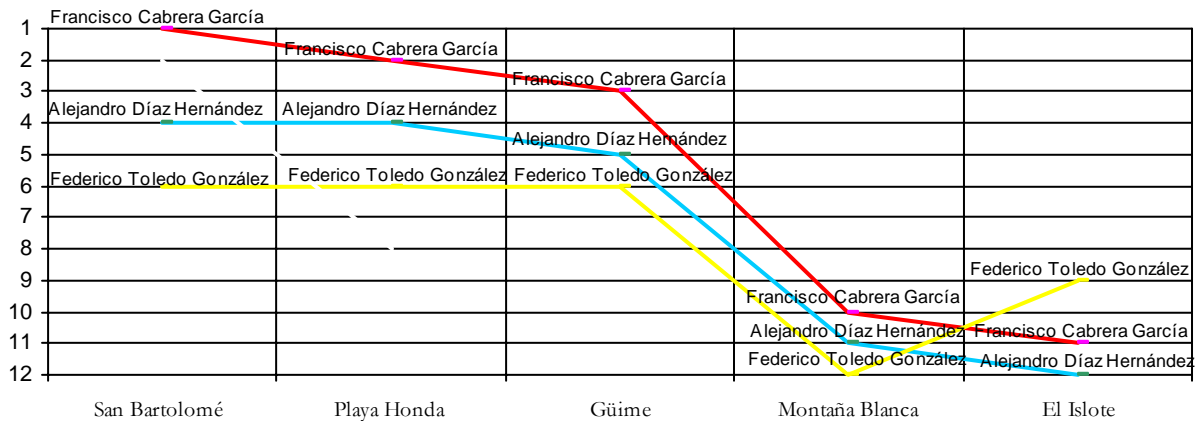 Francisco Cabrera García
1
Francisco Cabrera García
2
Francisco Cabrera García
3
Alejandro Díaz Hernández Alejandro Díaz Hernández
4
Alejandro Díaz Hernández
5
Federico Toledo González Federico Toledo González Federico Toledo González
6
7
8
Federico Toledo González
9
Francisco Cabrera García
10
Alejandro Díaz Hernández Francisco Cabrera García
11
Federico Toledo González Alejandro Díaz Hernández
12
San Bartolomé Playa Honda Güime Montaña Blanca El Islote